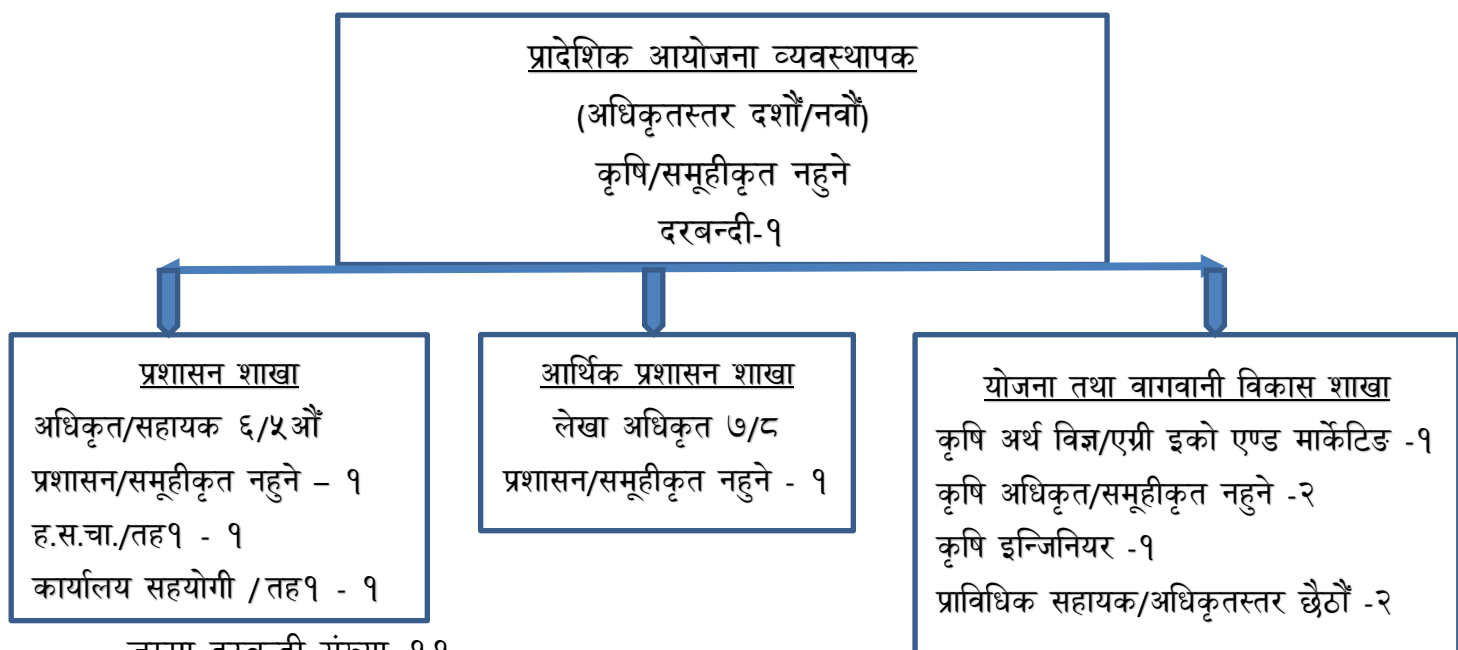 प्रादेशिक आयोजना व्यवस्थापक
(अधिकृतस्तर दशौँ/नवौँ)
कृषि/समूहीकृत नहुने
दरबन्दी-१
प्रशासन शाखा
अधिकृत/सहायक ६/५औँ
प्रशासन/समूहीकृत नहुने – १
ह.स.चा./तह१ - १
कार्यालय सहयोगी /तह१ - १
आर्थिक प्रशासन शाखा
लेखा अधिकृत ७/८
प्रशासन/समूहीकृत नहुने - १
योजना तथा वागवानी विकास शाखा
कृषि अर्थ विज्ञ/एग्री इको एण्ड मार्केटिङ -१
कृषि अधिकृत/समूहीकृत नहुने -२
कृषि इन्जिनियर -१
प्राविधिक सहायक/अधिकृतस्तर छैठौँ -२